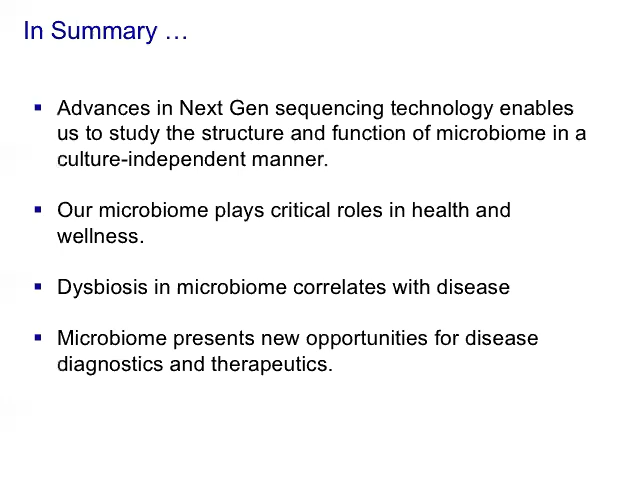 In Summary …
▪ Advances in Next Gen sequencing technology enables
us to study the structure and function of microbiome in a
culture-independent manner.
▪ Our microbiome plays critical roles in health and
wellness.
▪ Dysbiosis in microbiome correlates with disease
▪ Microbiome presents new opportunities for disease
diagnostics and therapeutics.